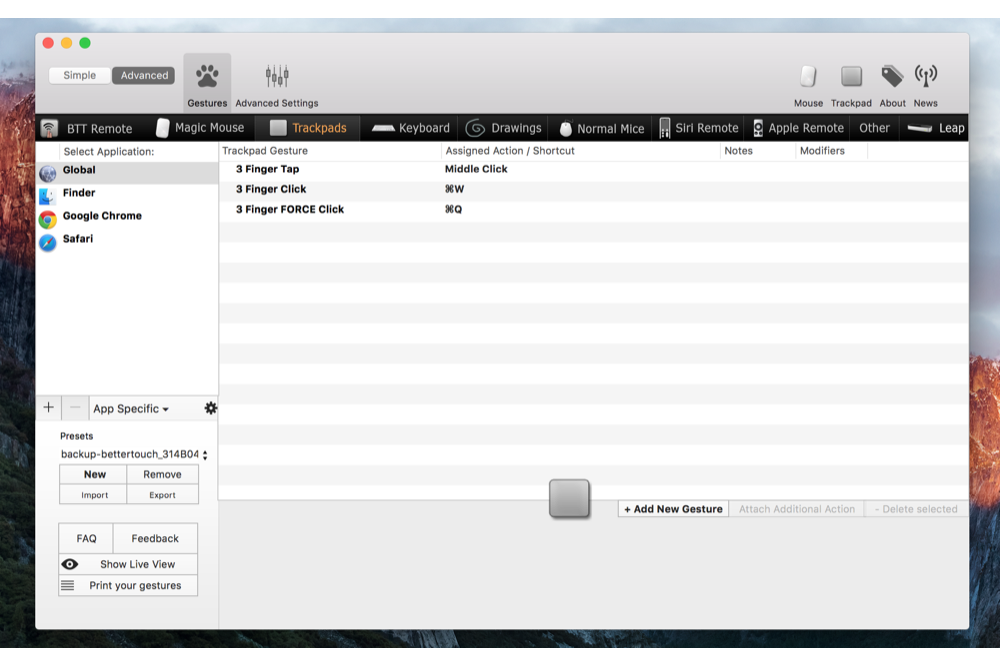 Simple Advanced
Gestures Advanced Settings Mouse Trackpad About News
BTT Remote Magic Mouse Trackpads Keyboard Drawings Normal Mice Siri Remote Apple Remote Other Leap
Select Application: Trackpad Gesture Assigned Action / Shortcut Notes Modifiers
Global 3 Finger Tap Middle Click
Finder 3 Finger Click ⌘W
Google Chrome 3 Finger FORCE Click ⌘Q
Safari
+ − App Specific
Presets
backup-bettertouch_314B04
New Remove
Import Export
+ Add New Gesture Attach Additional Action - Delete selected
FAQ Feedback
Show Live View
Print your gestures